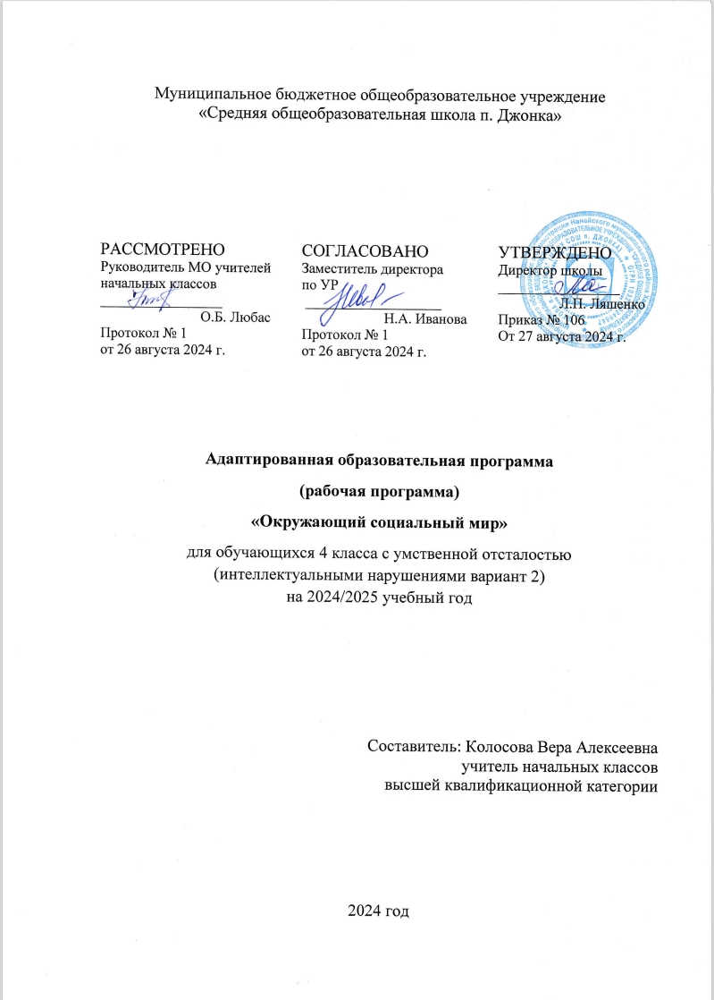 Муниципальное бюджетное общеобразовательное учреждение
«Средняя общеобразовательная школа п. Джонка»
РАССМОТРЕНО
Руководитель МО учителей
начальных классов
О.Б. Любас
Протокол № 1
от 26 августа 2024 г.
СОГЛАСОВАНО
Заместитель директора
по УР
Н.А. Иванова
Протокол № 1
от 26 августа 2024 г.
УТВЕРЖДЕНО
Директор школы
Л.П. Ляшенко
Приказ № 106
От 27 августа 2024 г.
Адаптированная образовательная программа
(рабочая программа)
«Окружающий социальный мир»
для обучающихся 4 класса с умственной отсталостью
(интеллектуальными нарушениями вариант 2)
на 2024/2025 учебный год
Составитель: Колосова Вера Алексеевна
учитель начальных классов
высшей квалификационной категории
2024 год